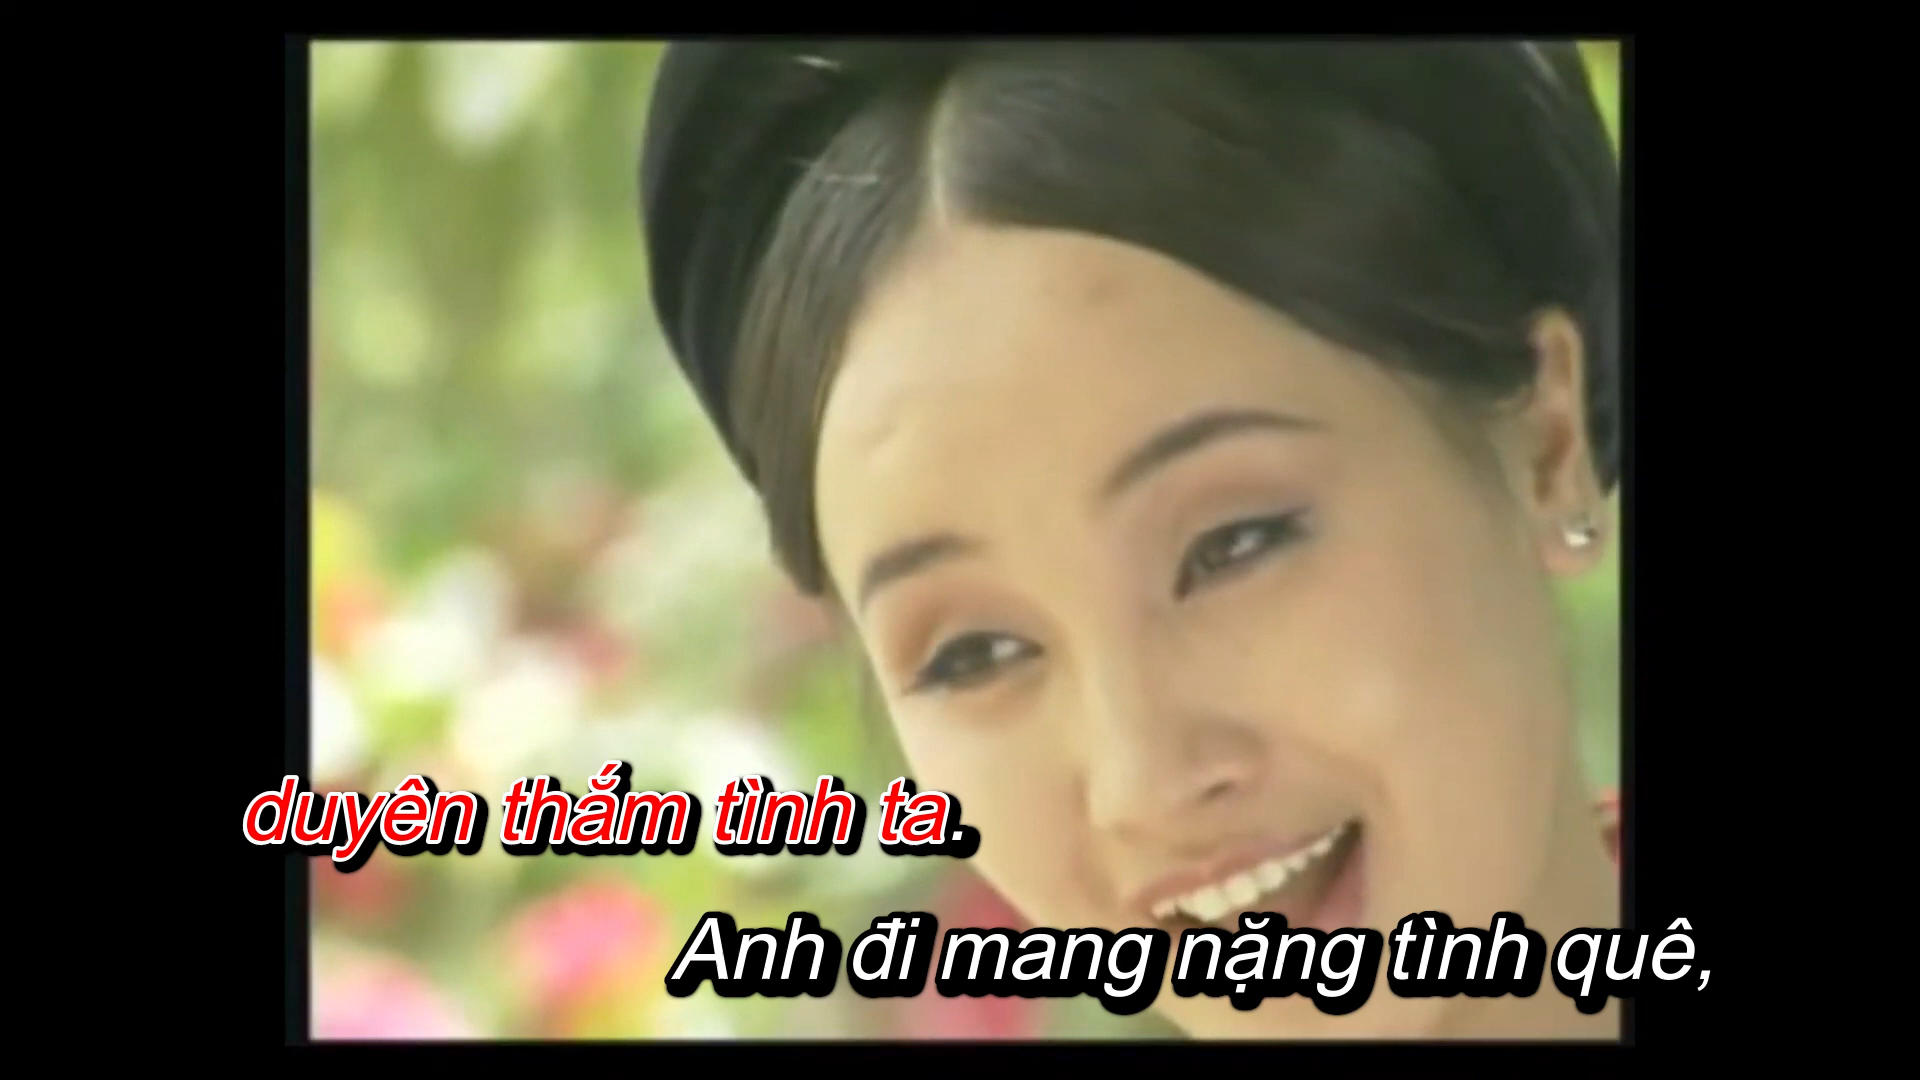 duyên thắm tình ta.
Anh đi mang nặng tình quê,